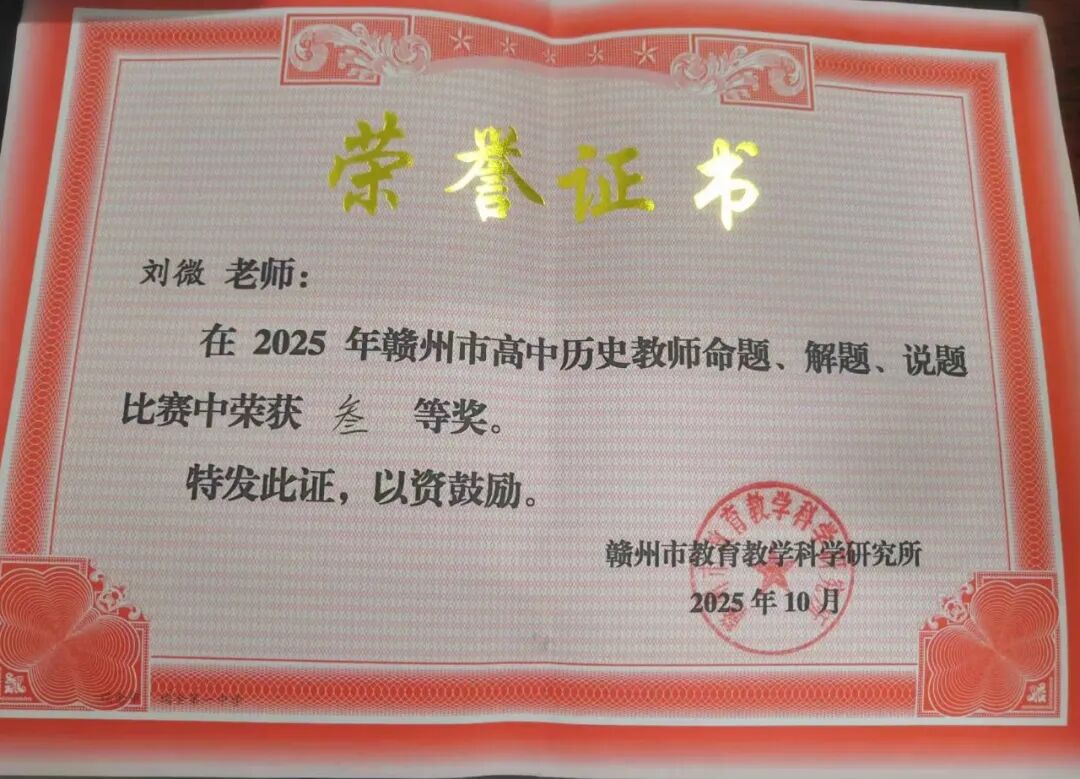 荣誉证书
刘微 老师：
在 2025 年赣州市高中历史教师命题、解题、说题
比赛中荣获 叁 等奖。
特发此证，以资鼓励。
赣州市教育教学科学研究所
2025 年 10 月